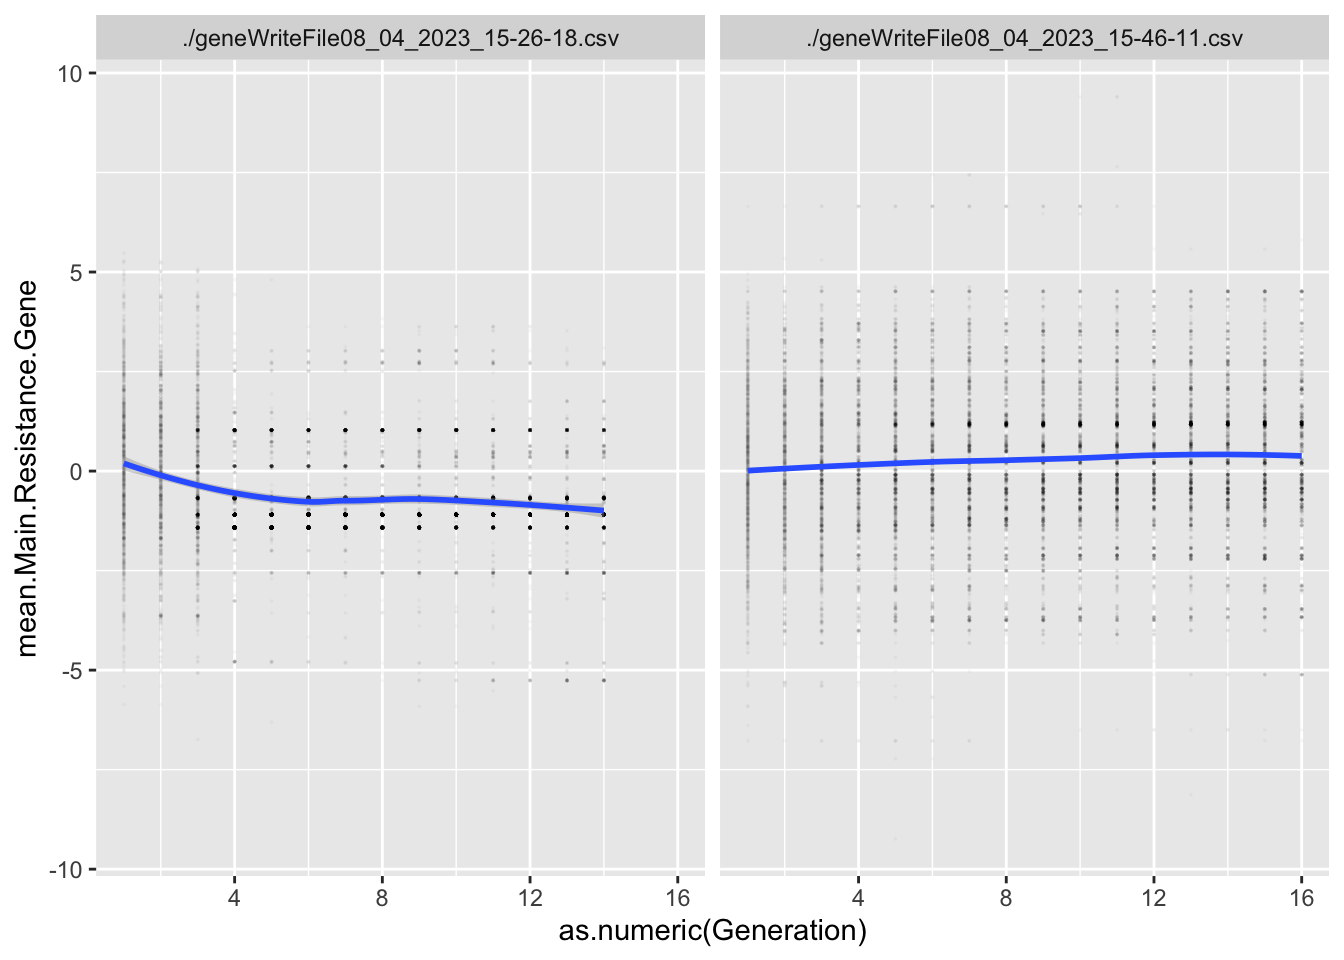 ./geneWriteFile08_04_2023_15-26-18.csv ./geneWriteFile08_04_2023_15-46-11.csv
10
5
0
-5
-10
mean.Main.Resistance.Gene
4 8 12 16 4 8 12 16
as.numeric(Generation)